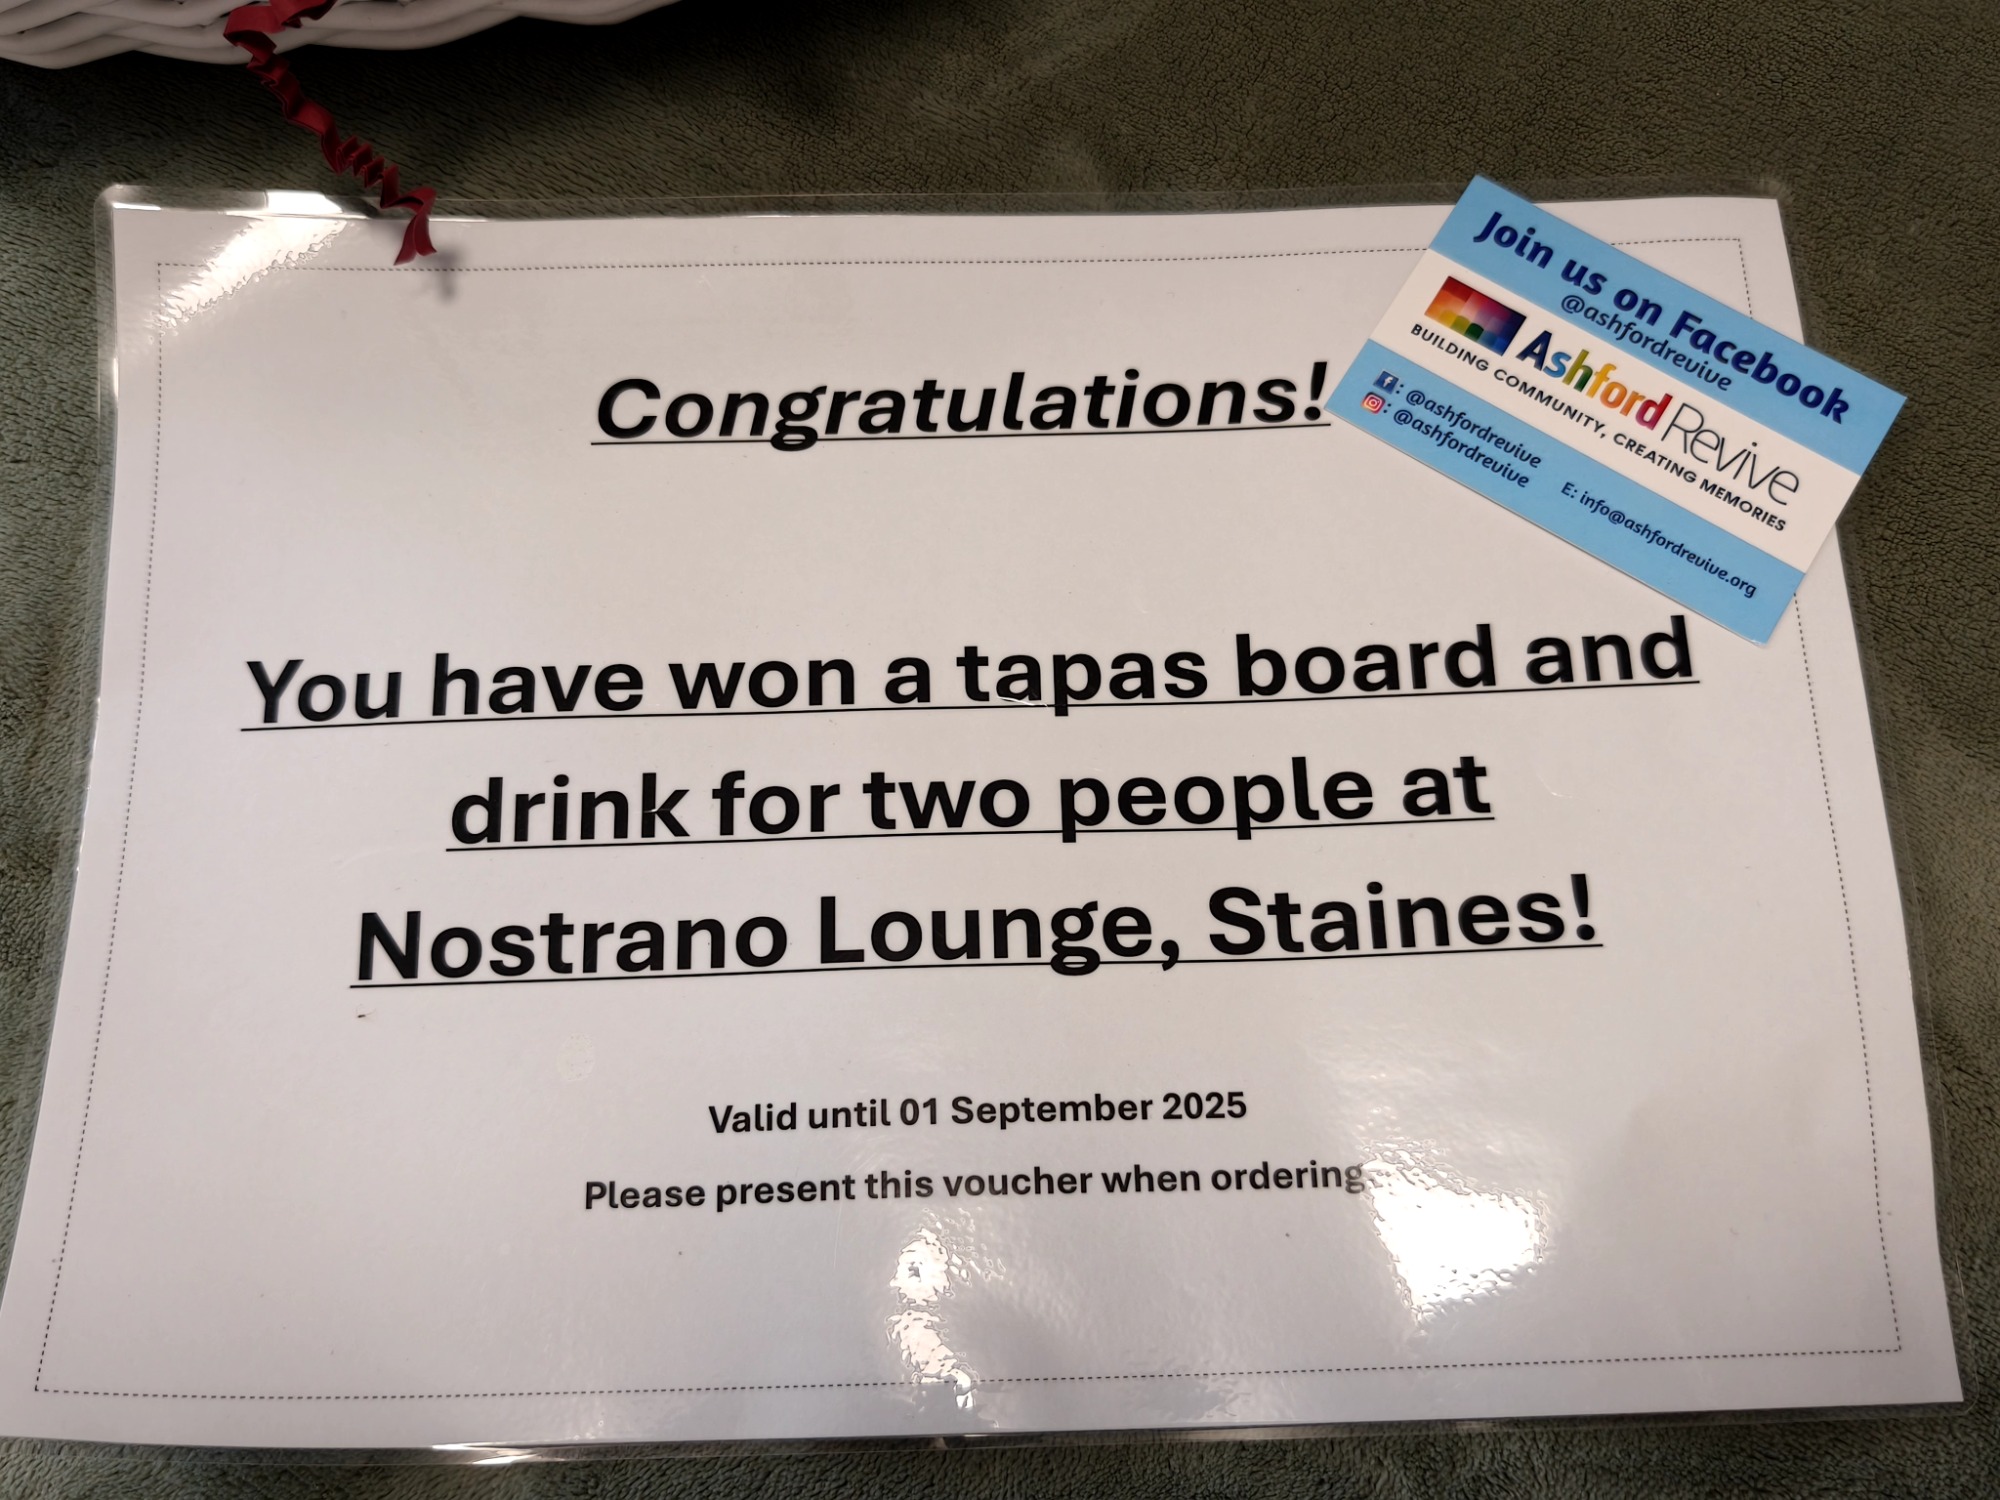 Congratulations!
You have won a tapas board and
drink for two people at
Nostrano Lounge, Staines!
Valid until 01 September 2025
Please present this voucher when ordering
Join us on Facebook
@ashfordrevive
Ashford Revive
BUILDING COMMUNITY, CREATING MEMORIES
: @ashfordrevive
: @ashfordrevive
E: info@ashfordrevive.org